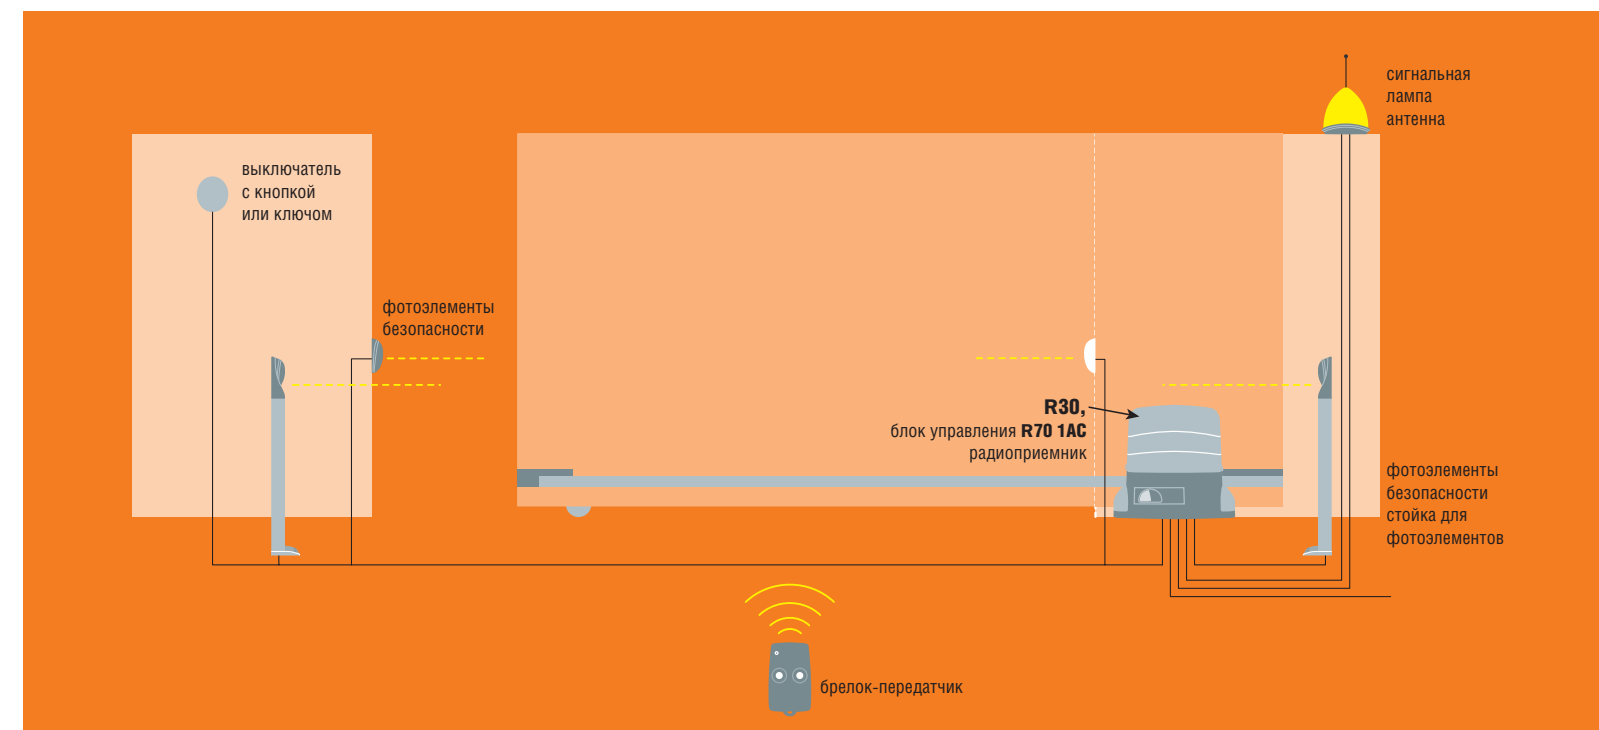 сигнальная
лампа
антенна
выключатель
с кнопкой
или ключом
фотоэлементы
безопасности
R30,
блок управления R70 1AC
радиоприемник
фотоэлементы
безопасности
стойка для
фотоэлементов
брелок-передатчик